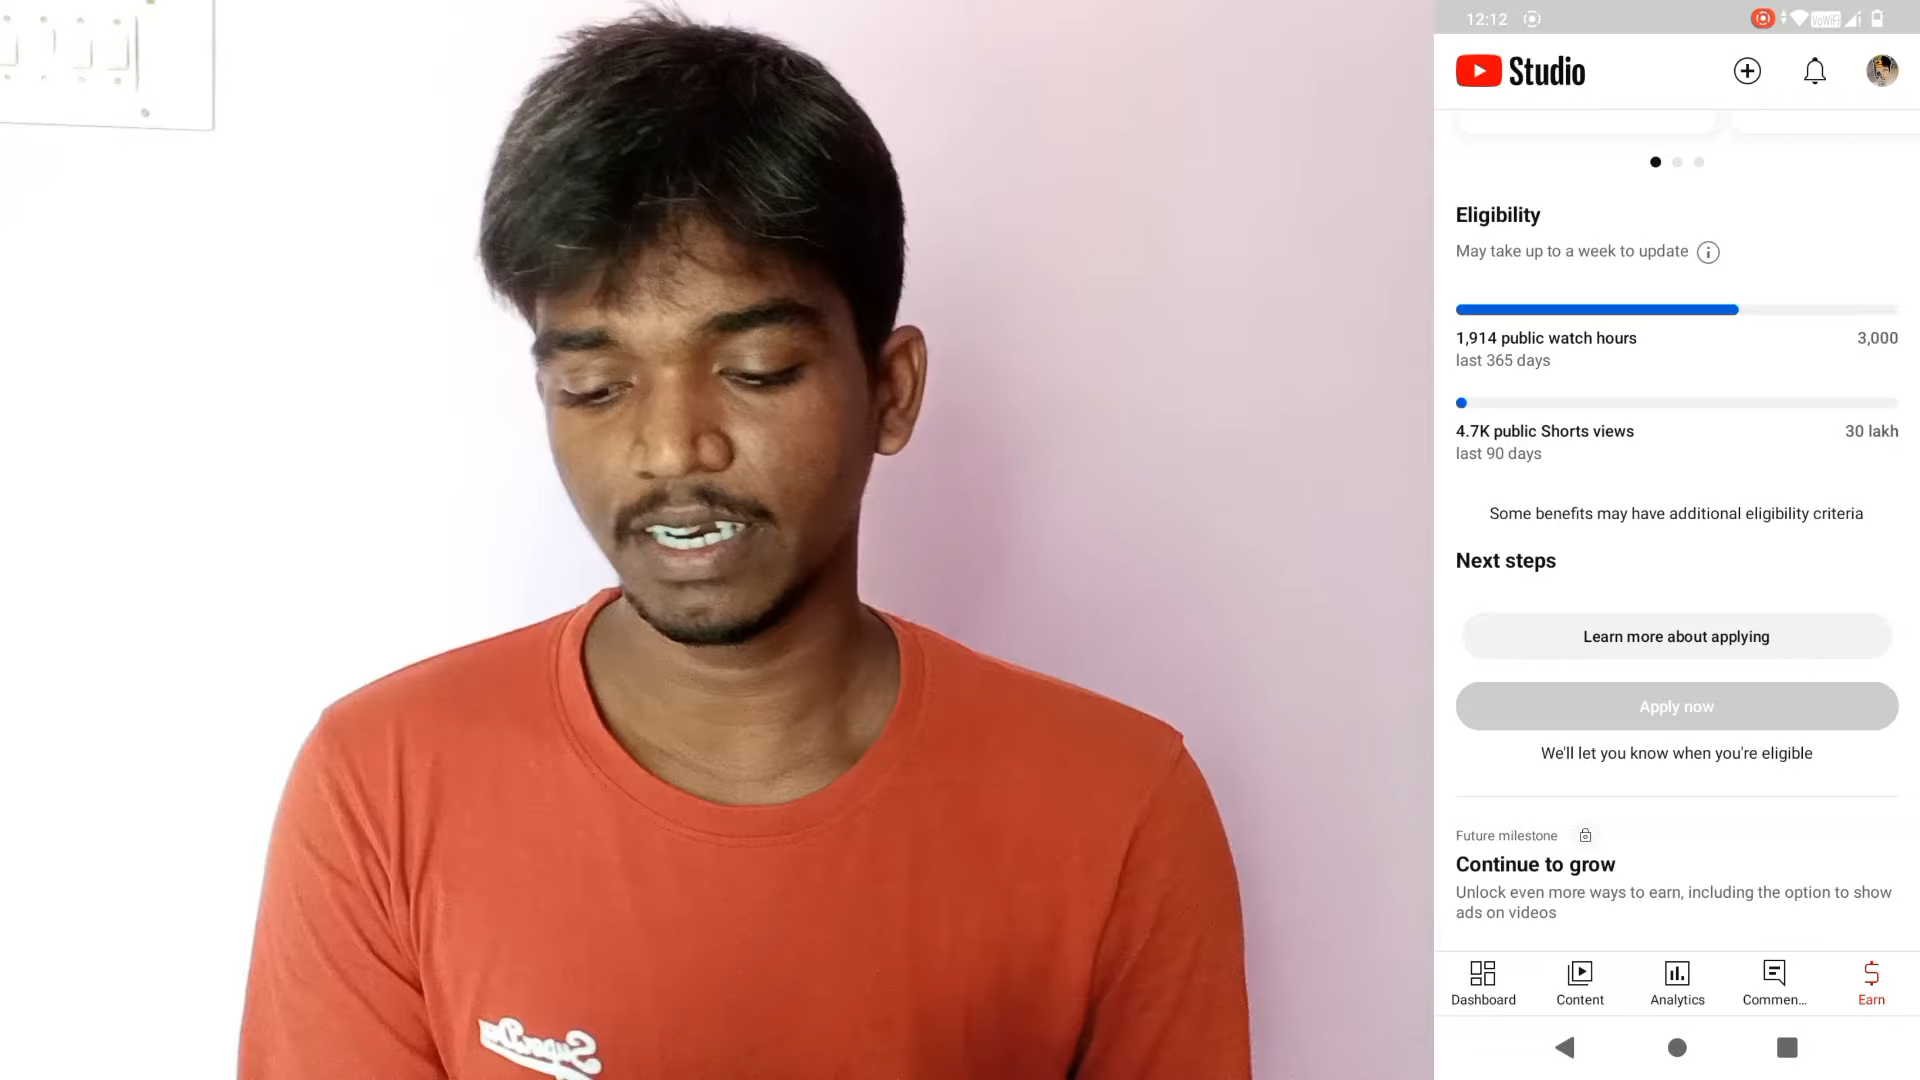 12:12
VoWiFi
Studio
Eligibility
May take up to a week to update
1,914 public watch hours
3,000
last 365 days
4.7K public Shorts views
30 lakh
last 90 days
Some benefits may have additional eligibility criteria
Next steps
Learn more about applying
Apply now
We'll let you know when you're eligible
Future milestone
Continue to grow
Unlock even more ways to earn, including the option to show
ads on videos
Dashboard
Content
Analytics
Commen...
Earn